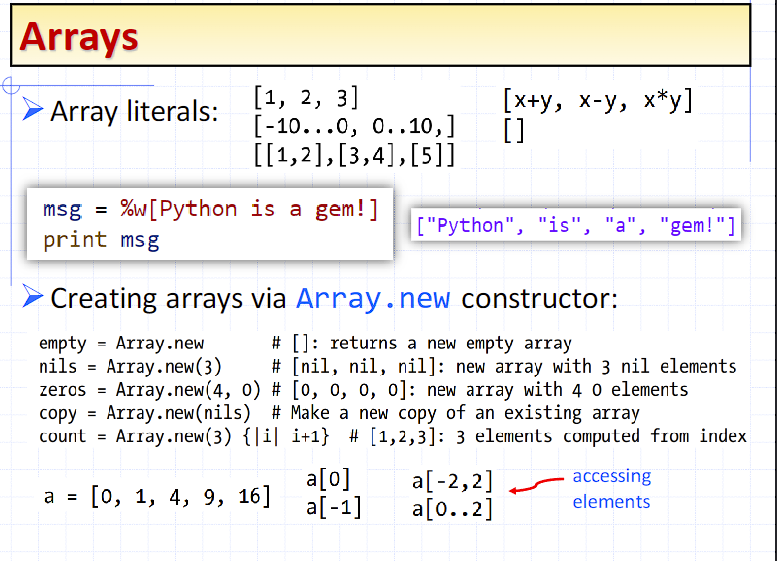 Arrays
Array literals:
[1, 2, 3]
[-10...0, 0..10,]
[[1,2],[3,4],[5]]
[x+y, x-y, x*y]
[]
msg = %w[Python is a gem!]
print msg
["Python", "is", "a", "gem!"]
Creating arrays via Array.new constructor:
empty = Array.new # []: returns a new empty array
nils = Array.new(3) # [nil, nil, nil]: new array with 3 nil elements
zeros = Array.new(4, 0) # [0, 0, 0, 0]: new array with 4 0 elements
copy = Array.new(nils) # Make a new copy of an existing array
count = Array.new(3) {|i| i+1} # [1,2,3]: 3 elements computed from index
a = [0, 1, 4, 9, 16]
a[0]
a[-1]
a[-2,2]
a[0..2]
accessing
elements